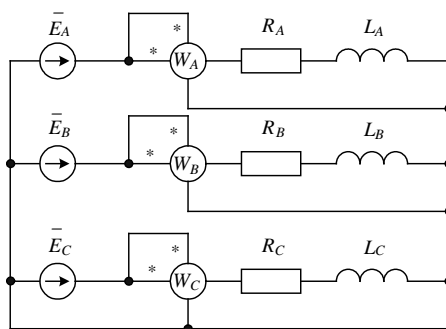 Ē_A * * W_A R_A L_A
Ē_B * * W_B R_B L_B
Ē_C * * W_C R_C L_C